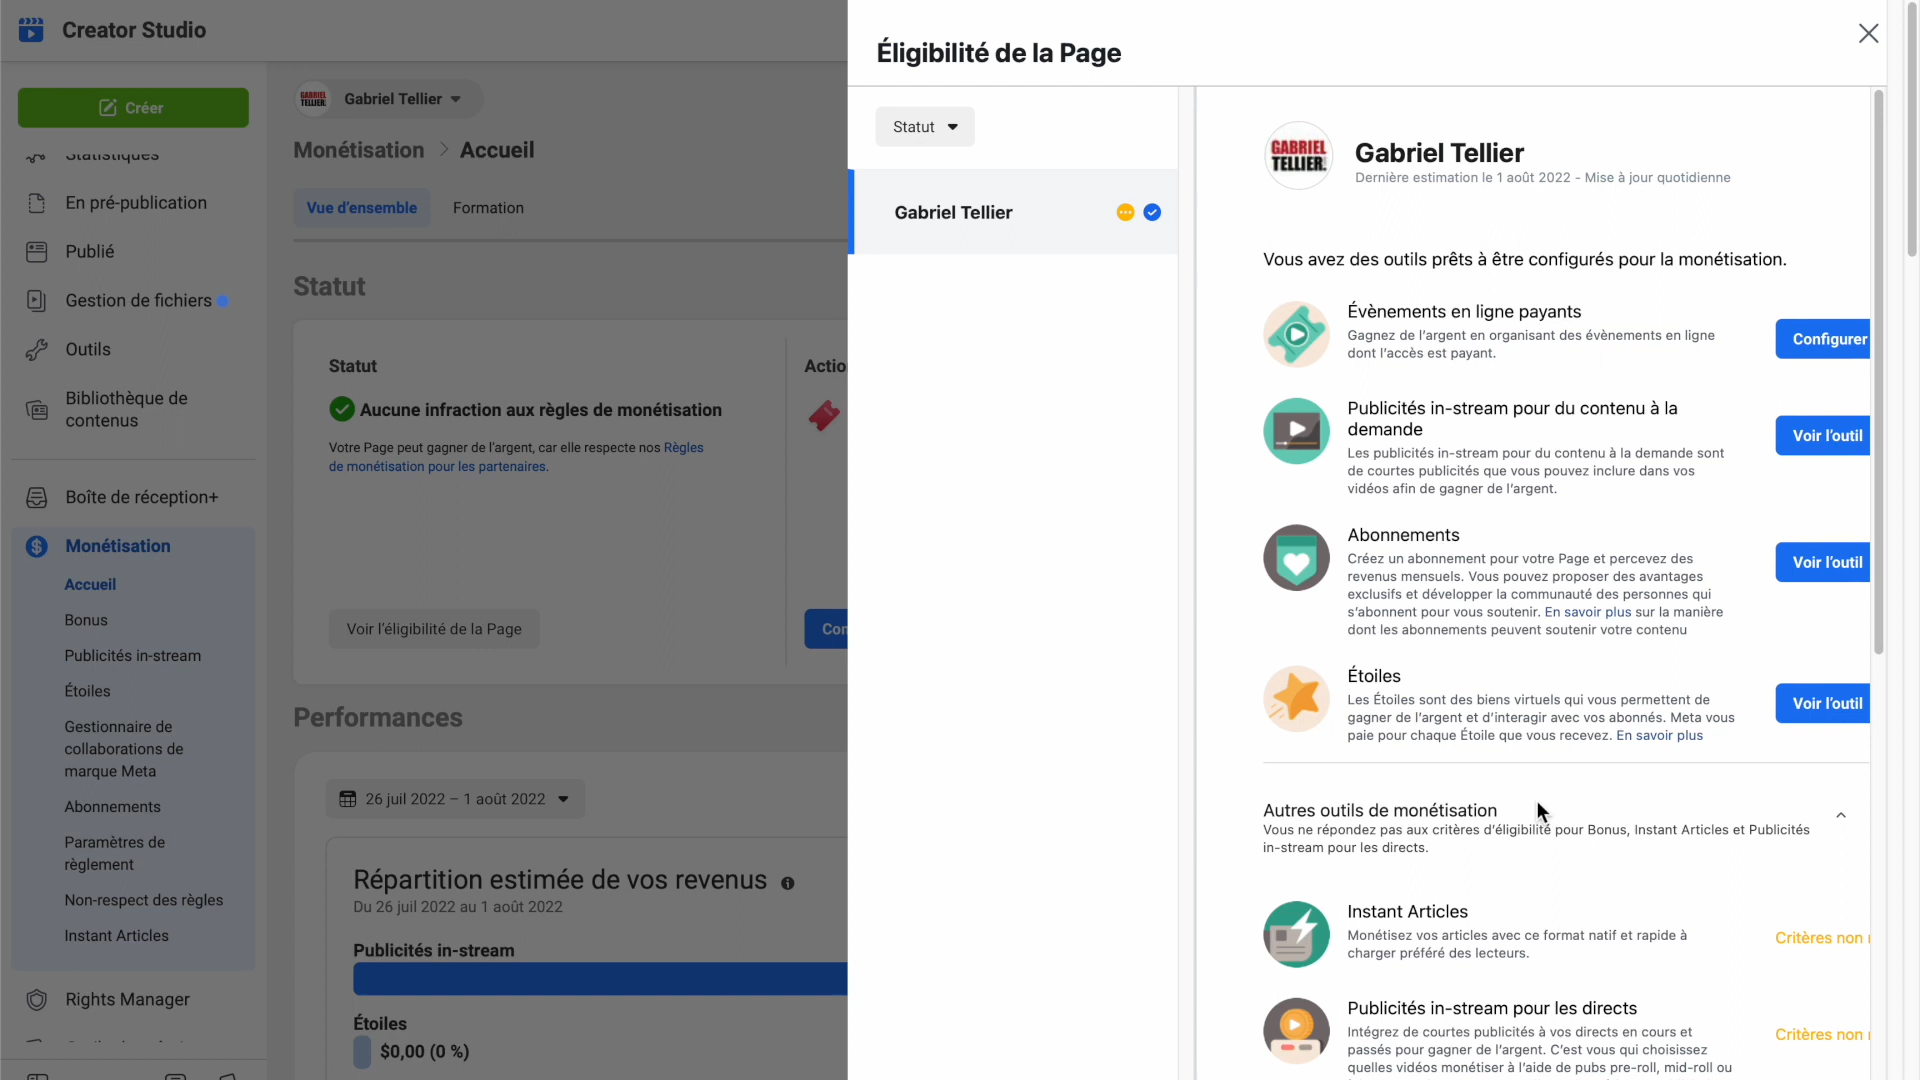 Creator Studio
Créer
Statistiques
En pré-publication
Publié
Gestion de fichiers
Outils
Bibliothèque de
contenus
Boîte de réception+
Monétisation
Accueil
Bonus
Publicités in-stream
Étoiles
Gestionnaire de
collaborations de
marque Meta
Abonnements
Paramètres de
règlement
Non-respect des règles
Instant Articles
Rights Manager
GABRIEL
TELLIER.
Gabriel Tellier
Monétisation > Accueil
Vue d'ensemble
Formation
Statut
Statut
Aucune infraction aux règles de monétisation
Votre Page peut gagner de l'argent, car elle respecte nos Règles
de monétisation pour les partenaires.
Voir l'éligibilité de la Page
Actio
Con
Performances
26 juil 2022 – 1 août 2022
Répartition estimée de vos revenus
Du 26 juil 2022 au 1 août 2022
Publicités in-stream
Étoiles
$0,00 (0 %)
Éligibilité de la Page
Statut
Gabriel Tellier
GABRIEL
TELLIER.
Gabriel Tellier
Dernière estimation le 1 août 2022 - Mise à jour quotidienne
Vous avez des outils prêts à être configurés pour la monétisation.
Évènements en ligne payants
Gagnez de l'argent en organisant des évènements en ligne
dont l'accès est payant.
Configurer
Publicités in-stream pour du contenu à la
demande
Les publicités in-stream pour du contenu à la demande sont
de courtes publicités que vous pouvez inclure dans vos
vidéos afin de gagner de l'argent.
Voir l'outil
Abonnements
Créez un abonnement pour votre Page et percevez des
revenus mensuels. Vous pouvez proposer des avantages
exclusifs et développer la communauté des personnes qui
s'abonnent pour vous soutenir. En savoir plus sur la manière
dont les abonnements peuvent soutenir votre contenu
Voir l'outil
Étoiles
Les Étoiles sont des biens virtuels qui vous permettent de
gagner de l'argent et d'interagir avec vos abonnés. Meta vous
paie pour chaque Étoile que vous recevez. En savoir plus
Voir l'outil
Autres outils de monétisation
Vous ne répondez pas aux critères d'éligibilité pour Bonus, Instant Articles et Publicités
in-stream pour les directs.
Instant Articles
Monétisez vos articles avec ce format natif et rapide à
charger préféré des lecteurs.
Critères non
Publicités in-stream pour les directs
Intégrez de courtes publicités à vos directs en cours et
passés pour gagner de l'argent. C'est vous qui choisissez
quelles vidéos monétiser à l'aide de pubs pre-roll, mid-roll ou
Critères non